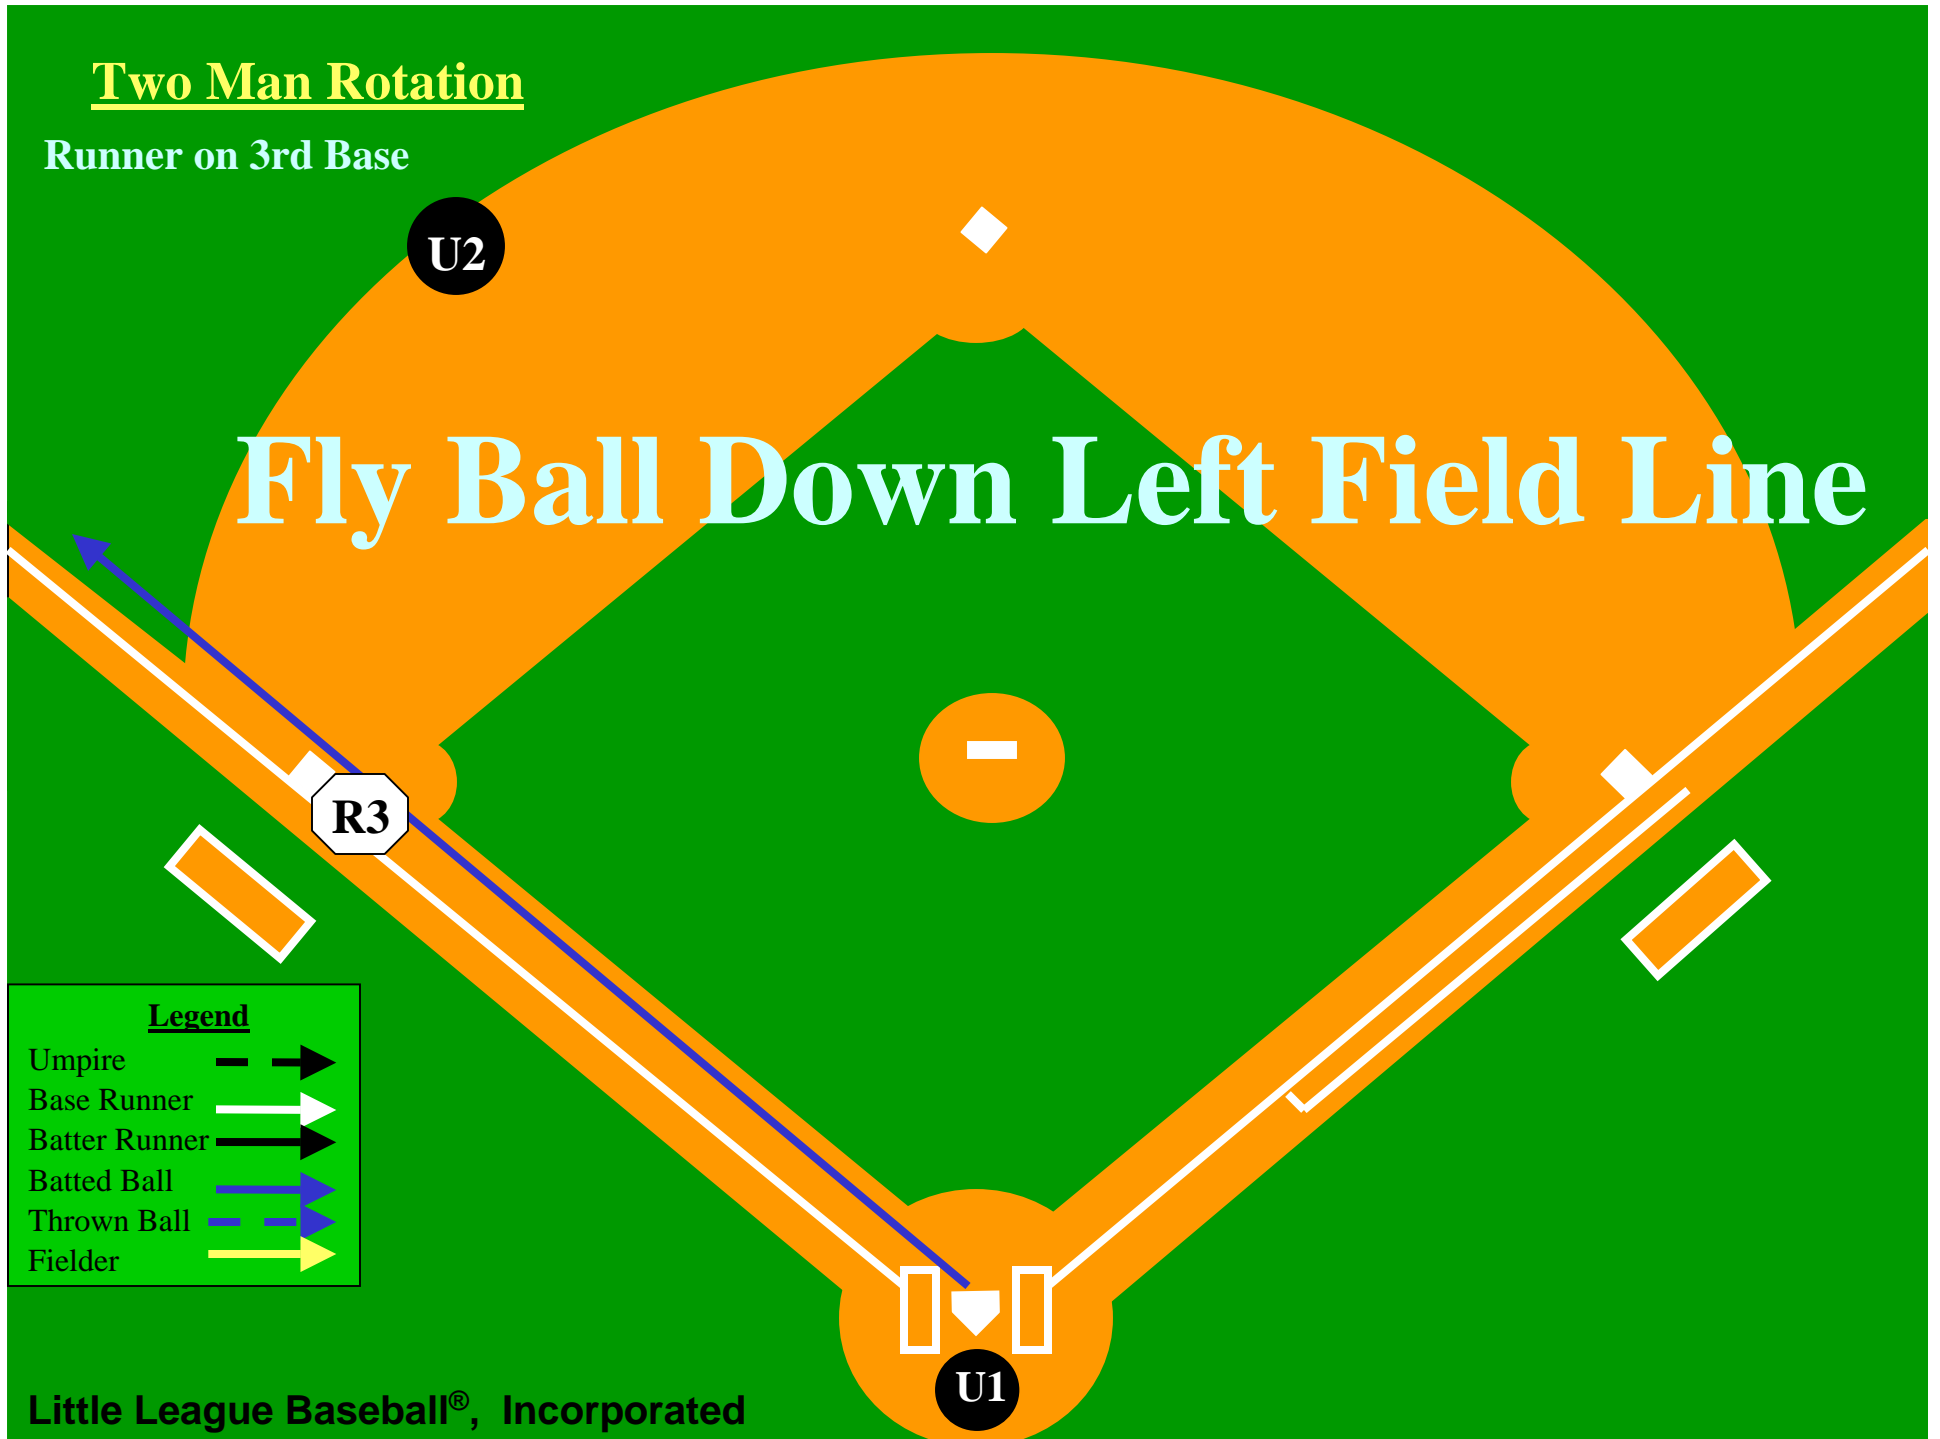 Two Man Rotation
Runner on 3rd Base
U2
Fly Ball Down Left Field Line
R3
Legend
Umpire
Base Runner
Batter Runner
Batted Ball
Thrown Ball
Fielder
U1
Little League Baseball®, Incorporated